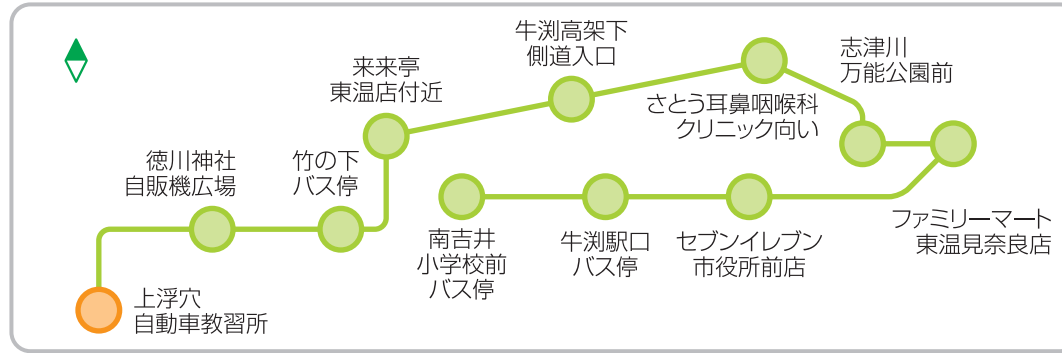 牛渕高架下
側道入口
志津川
万能公園前
来来亭
東温店付近
さとう耳鼻咽喉科
クリニック向い
徳川神社
自販機広場
竹の下
バス停
ファミリーマート
東温見奈良店
南吉井
小学校前
バス停
牛渕駅口
バス停
セブンイレブン
市役所前店
上浮穴
自動車教習所